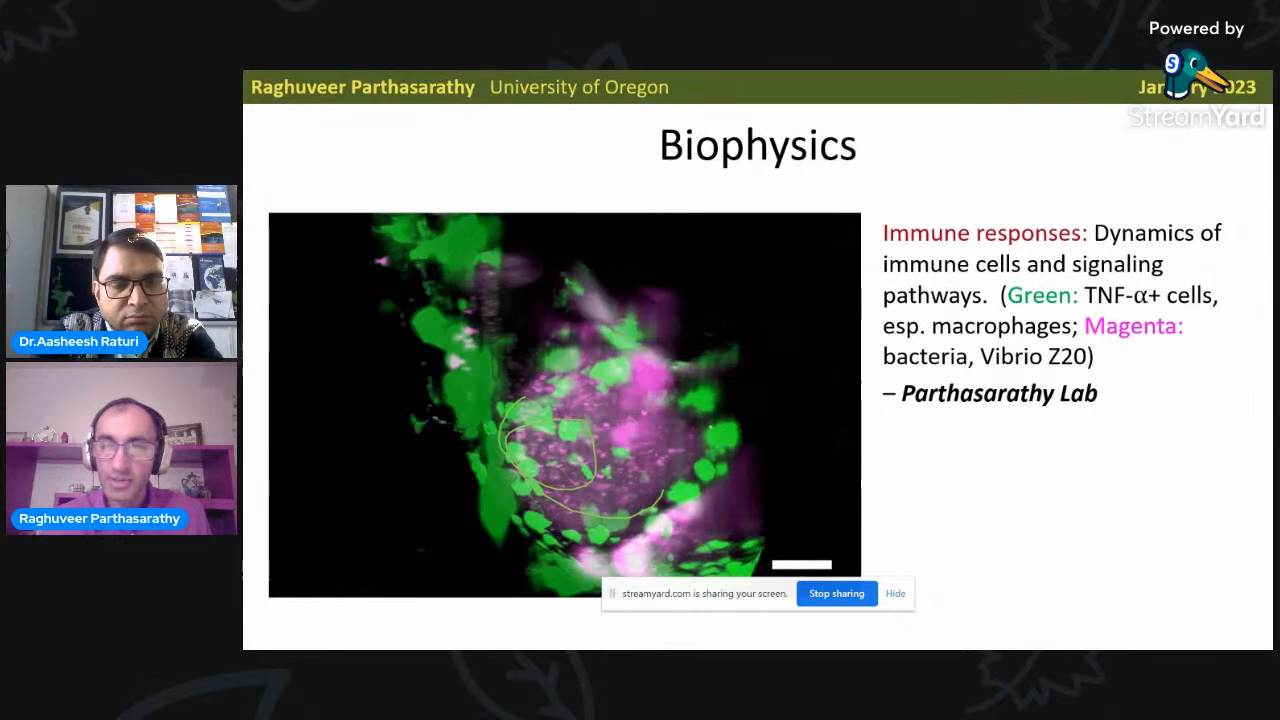 Powered by
StreamYard
Raghuveer Parthasarathy University of Oregon
Biophysics
Immune responses: Dynamics of
immune cells and signaling
pathways. (Green: TNF-α+ cells,
esp. macrophages; Magenta:
bacteria, Vibrio Z20)
– Parthasarathy Lab
Dr.Aasheesh Raturi
Raghuveer Parthasarathy
streamyard.com is sharing your screen. Stop sharing Hide